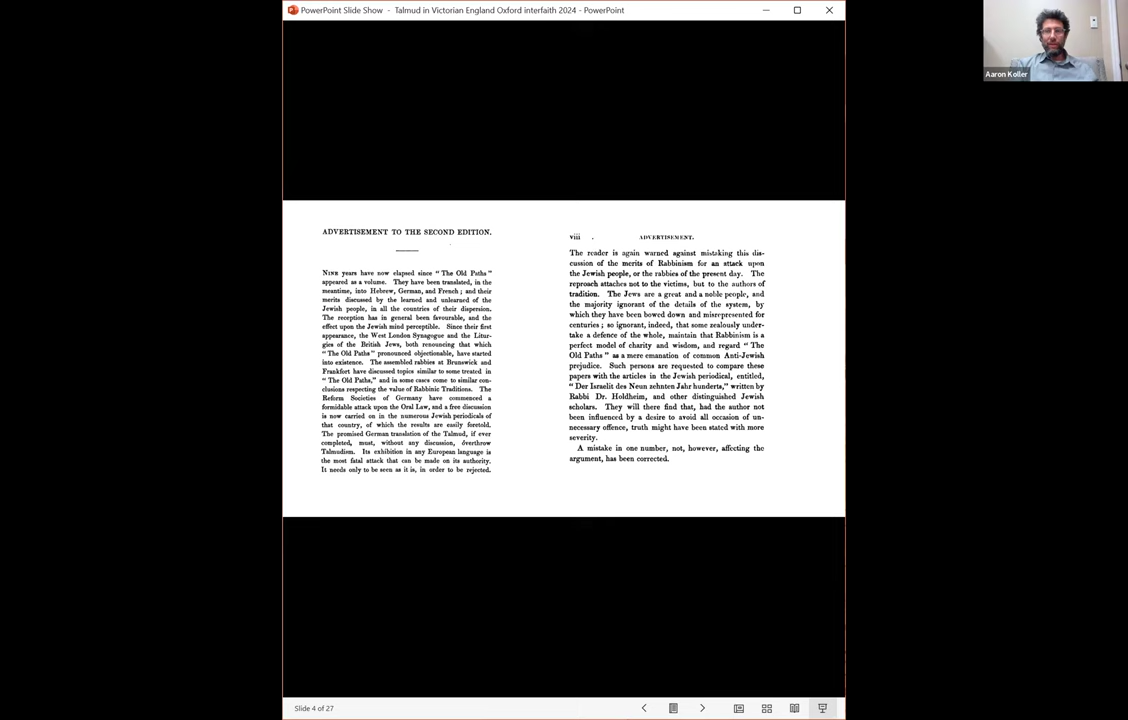 PowerPoint Slide Show - Talmud in Victorian England Oxford interfaith 2024 - PowerPoint
Aaron Koller
ADVERTISEMENT TO THE SECOND EDITION.
NINE years have now elapsed since "The Old Paths"
appeared as a volume. They have been translated, in the
meantime, into Hebrew, German, and French; and their
merits discussed by the learned and unlearned of the
Jewish people, in all the countries of their dispersion.
The reception has in general been favourable, and the
effect upon the Jewish mind perceptible. Since their first
appearance, the West London Synagogue and the Litur-
gies of the British Jews, both renouncing that which
"The Old Paths" pronounced objectionable, have started
into existence. The assembled rabbies at Brunswick and
Frankfort have discussed topics similar to some treated in
"The Old Paths," and in some cases come to similar con-
clusions respecting the value of Rabbinic Traditions. The
Reform Societies of Germany have commenced a
formidable attack upon the Oral Law, and a free discussion
is now carried on in the numerous Jewish periodicals of
that country, of which the results are easily foretold.
The promised German translation of the Talmud, if ever
completed, must, without any discussion, overthrow
Talmudism. Its exhibition in any European language is
the most fatal attack that can be made on its authority.
It needs only to be seen as it is, in order to be rejected.
viii ADVERTISEMENT.
The reader is again warned against mistaking this dis-
cussion of the merits of Rabbinism for an attack upon
the Jewish people, or the rabbies of the present day. The
reproach attaches not to the victims, but to the authors of
tradition. The Jews are a great and a noble people, and
the majority ignorant of the details of the system, by
which they have been bowed down and misrepresented for
centuries; so ignorant, indeed, that some zealously under-
take a defence of the whole, maintain that Rabbinism is a
perfect model of charity and wisdom, and regard "The
Old Paths" as a mere emanation of common Anti-Jewish
prejudice. Such persons are requested to compare these
papers with the articles in the Jewish periodical, entitled,
"Der Israelit des Neun zehnten Jahr hunderts," written by
Rabbi Dr. Holdheim, and other distinguished Jewish
scholars. They will there find that, had the author not
been influenced by a desire to avoid all occasion of un-
necessary offence, truth might have been stated with more
severity.
A mistake in one number, not, however, affecting the
argument, has been corrected.
Slide 4 of 27